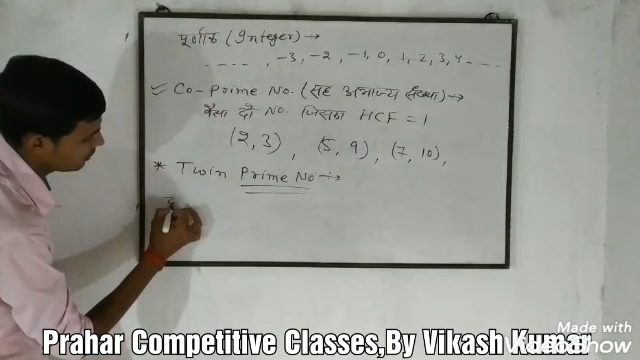 पूर्णांक (Integer) →
....., -3, -2, -1, 0, 1, 2, 3, 4 - - ...
Co-Prime No. (सह अभाज्य संख्या) →
वैसा दो No. जिसका HCF = 1
(2, 3), (5, 9), (7, 10),
* Twin Prime No →
Prahar Competitive Classes,By Vikash Kumar
Made with
VideoShow